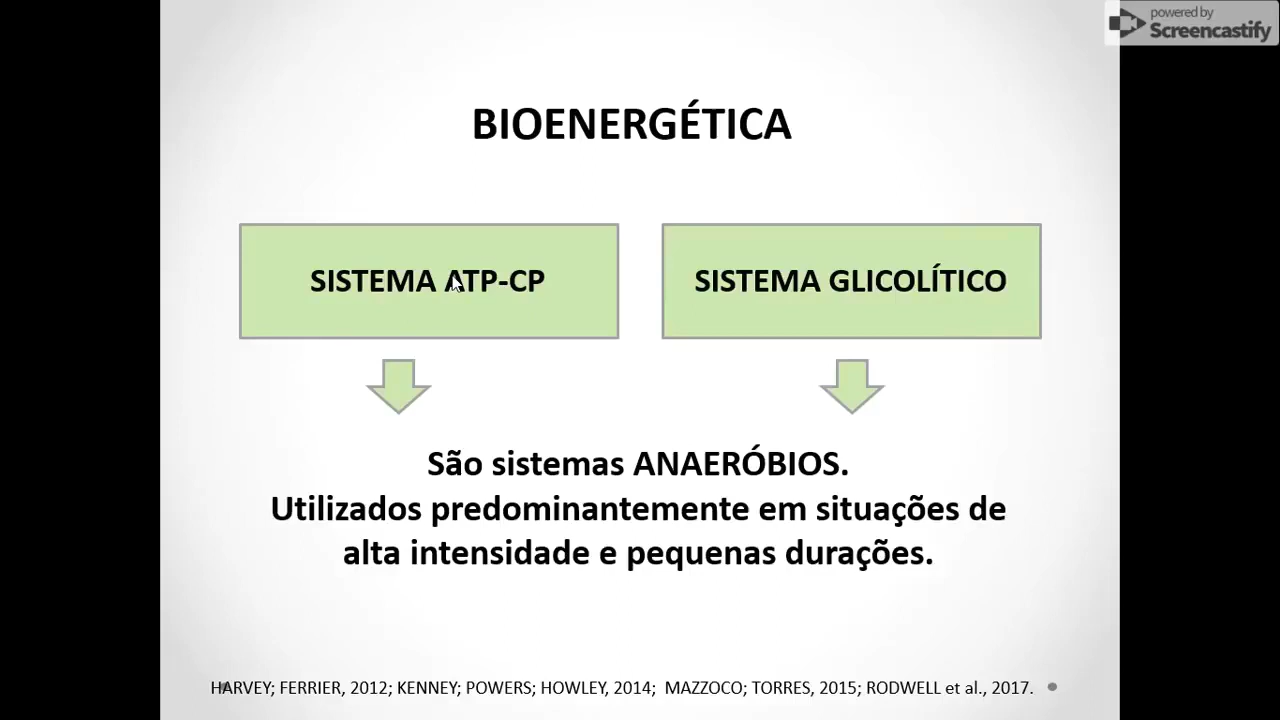 powered by
Screencastify
BIOENERGÉTICA
SISTEMA ATP-CP
SISTEMA GLICOLÍTICO
São sistemas ANAERÓBIOS.
Utilizados predominantemente em situações de
alta intensidade e pequenas durações.
HARVEY; FERRIER, 2012; KENNEY; POWERS; HOWLEY, 2014; MAZZOCO; TORRES, 2015; RODWELL et al., 2017.